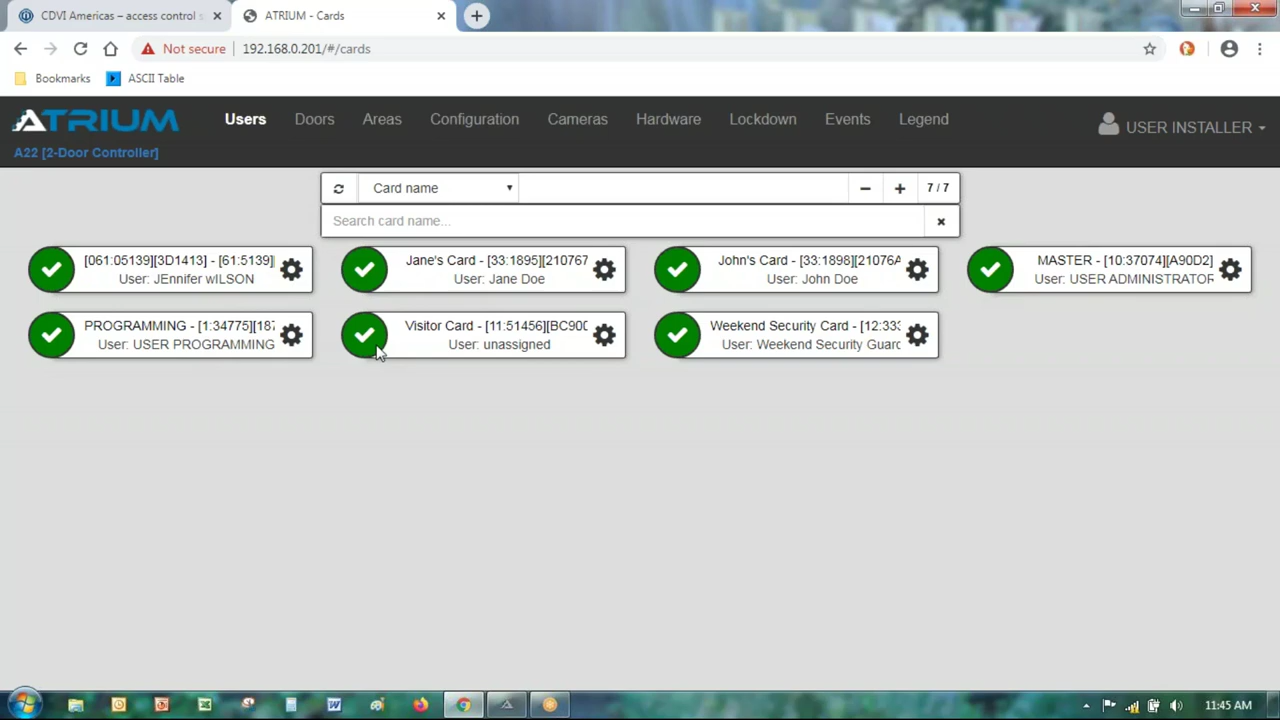 CDVI Americas – access control s
ATRIUM - Cards
Not secure
192.168.0.201/#/cards
Bookmarks
ASCII Table
ATRIUM
Users
Doors
Areas
Configuration
Cameras
Hardware
Lockdown
Events
Legend
USER INSTALLER
A22 [2-Door Controller]
Card name
7 / 7
Search card name...
[061:05139][3D1413] - [61:5139]
User: JEnnifer wILSON
Jane's Card - [33:1895][210767
User: Jane Doe
John's Card - [33:1898][21076A
User: John Doe
MASTER - [10:37074][A90D2]
User: USER ADMINISTRATOR
PROGRAMMING - [1:34775][187
User: USER PROGRAMMING
Visitor Card - [11:51456][BC900
User: unassigned
Weekend Security Card - [12:333
User: Weekend Security Guard
11:45 AM